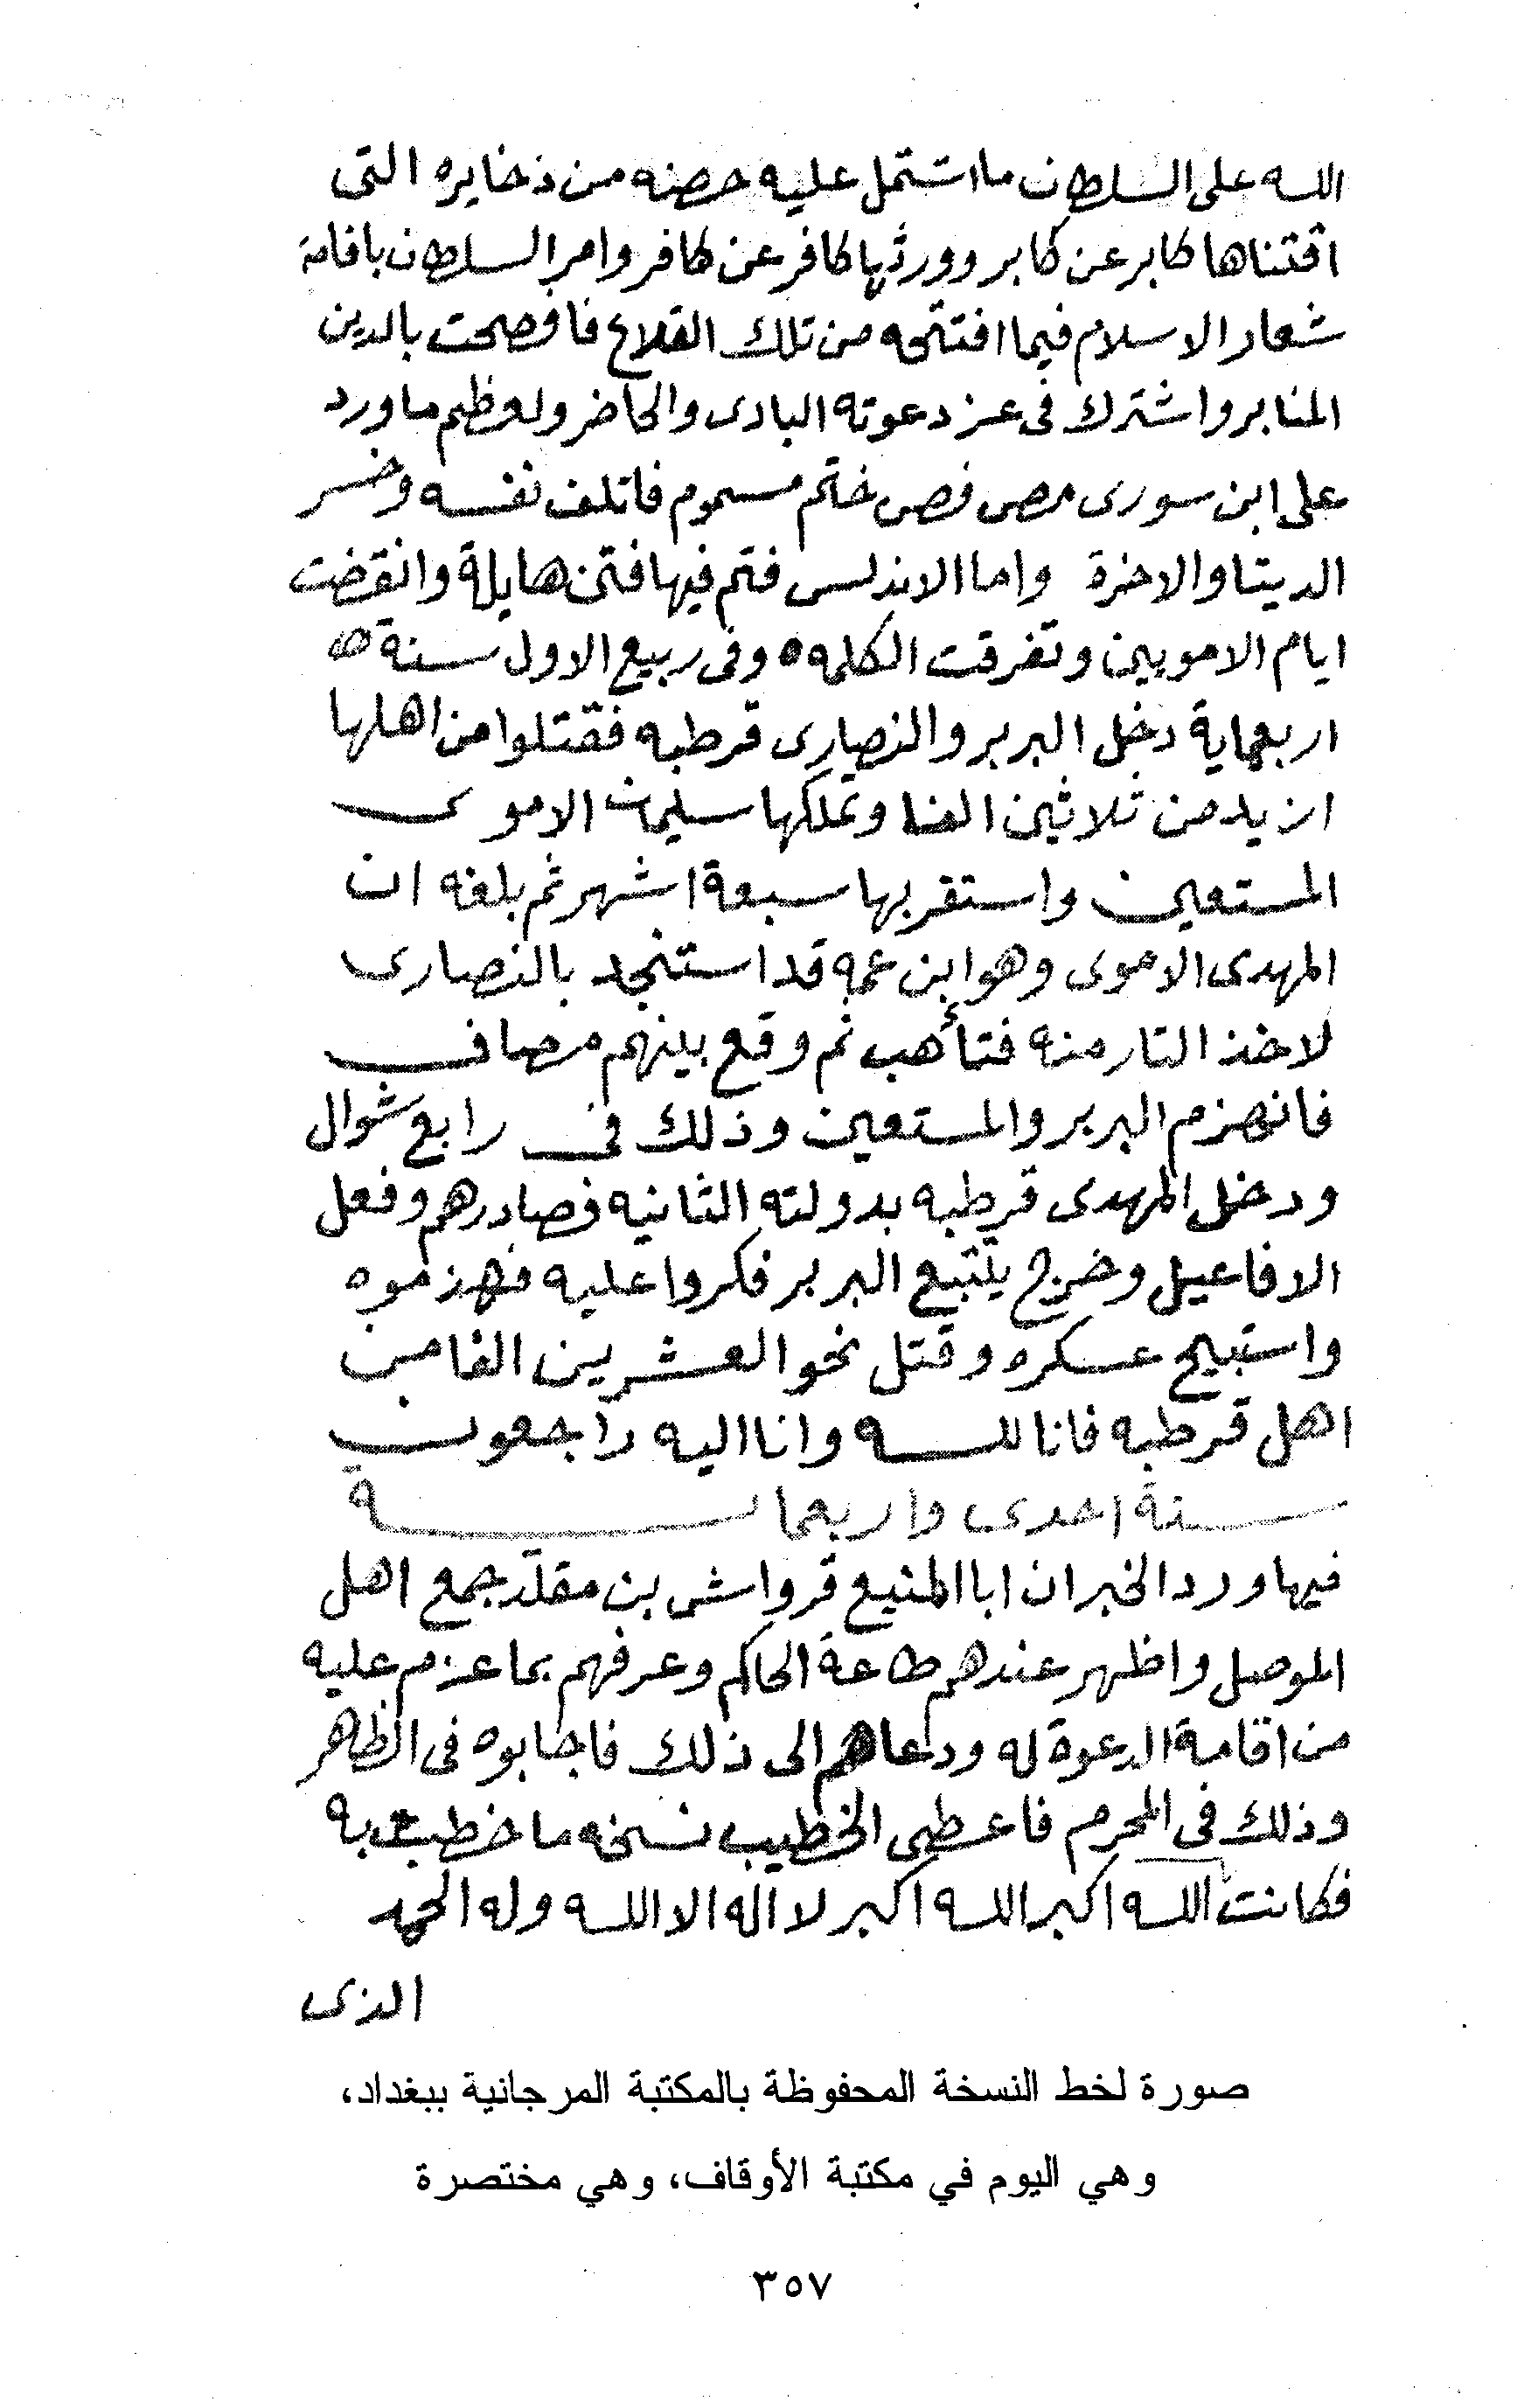 الله على السلطان ما اشتمل عليه حصنه من ذخايره التى
اقتناها كابر عن كابر وورثها كافر عن كافر وامر السلطان باقامة
شعار الاسلام فيما افتتحه من تلك القلاع فافصحت بالدين
المنابر واشترك فى عز دعوته البادى والحاضر ولعظيم ما ورد
على ابن سورى مص فص خاتم مسموم فاتلف نفسه وخسر
الدينا والاخرة واما الاندلس فتم فيها فتن هايلة وانقضت
ايام الامويين وتفرقت الكلمه ٥ وفى ربيع الاول سنة
اربعماية دخل البربر والنصارى قرطبه فقتلوا من اهلها
ازيد من ثلاثين الفا وتملكها سليمان الاموى
المستعين واستقر بها سبعة اشهر ثم بلغه ان
المهدى الاموى وهو ابن عمه قد استنجد بالنصارى
لاخذ الثار منه فتأهب ثم وقع بينهم مصاف
فانهزم البربر والمستعين وذلك فى رابع شوال
ودخل المهدى قرطبه بدولته الثانيه فصادرهم وفعل
الافاعيل وخرج يتتبع البربر فكروا عليه فهزموه
واستبيح عسكره وقتل نحو العشرين الفا من
اهل قرطبه فانا لله وانا اليه راجعون
سنة احدى واربعماية
فيها ورد الخبر ان ابا المنيع قرواش بن مقلد جمع اهل
الموصل واظهر عندهم طاعة الحاكم وعرفهم بما عزم عليه
من اقامة الدعوة له ودعاهم الى ذلك فاجابوه فى الظاهر
وذلك فى المحرم فاعطى الخطيب نسخه ما خطب به
فكانت الله اكبر الله اكبر لا اله الا الله وله الحمد
الذى
صورة لخط النسخة المحفوظة بالمكتبة المرجانية ببغداد،
وهي اليوم في مكتبة الأوقاف، وهي مختصرة
٣٥٧